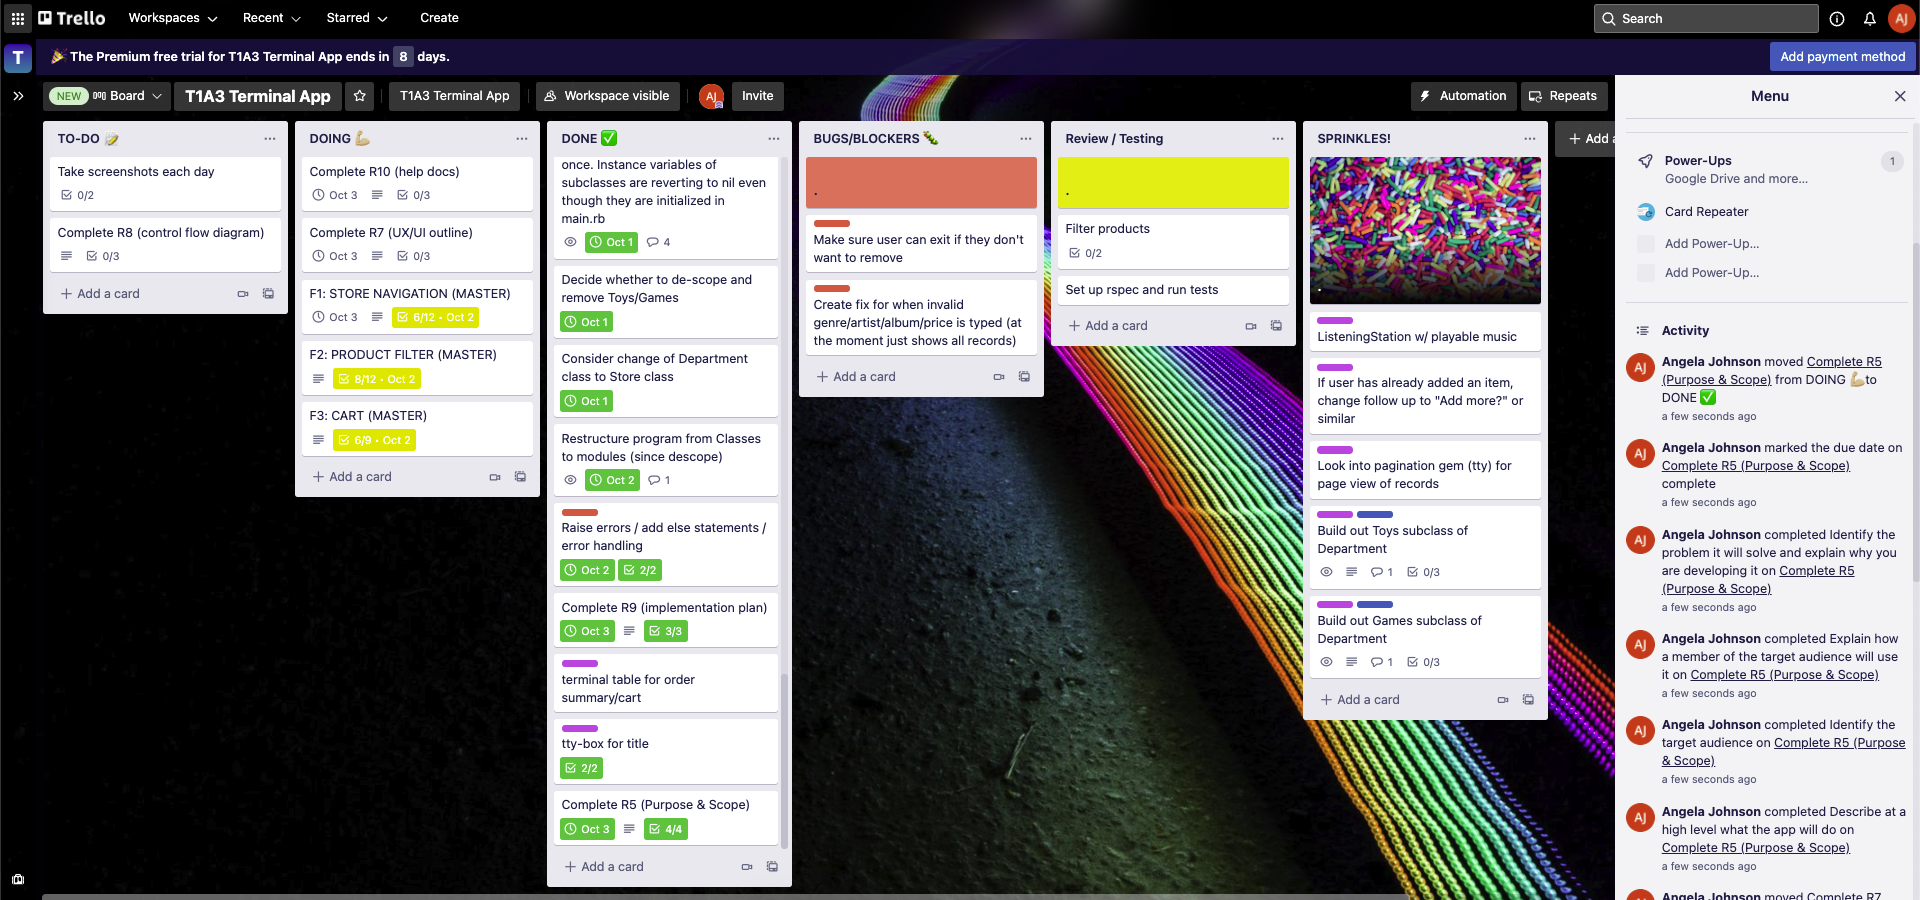 Trello
Workspaces
Recent
Starred
Create
Search
AJ
T
🎉 The Premium free trial for T1A3 Terminal App ends in 8 days.
Add payment method
NEW Board
T1A3 Terminal App
T1A3 Terminal App
Workspace visible
AJ
Invite
Automation
Repeats
TO-DO 📝
Take screenshots each day
0/2
Complete R8 (control flow diagram)
0/3
+ Add a card
DOING 💪🏼
Complete R10 (help docs)
Oct 3 0/3
Complete R7 (UX/UI outline)
Oct 3 0/3
F1: STORE NAVIGATION (MASTER)
Oct 3 6/12 • Oct 2
F2: PRODUCT FILTER (MASTER)
8/12 • Oct 2
F3: CART (MASTER)
6/9 • Oct 2
+ Add a card
DONE ✅
once. Instance variables of
subclasses are reverting to nil even
though they are initialized in
main.rb
Oct 1 4
Decide whether to de-scope and
remove Toys/Games
Oct 1
Consider change of Department
class to Store class
Oct 1
Restructure program from Classes
to modules (since descope)
Oct 2 1
Raise errors / add else statements /
error handling
Oct 2 2/2
Complete R9 (implementation plan)
Oct 3 3/3
terminal table for order
summary/cart
tty-box for title
2/2
Complete R5 (Purpose & Scope)
Oct 3 4/4
+ Add a card
BUGS/BLOCKERS 🐛
.
Make sure user can exit if they don't
want to remove
Create fix for when invalid
genre/artist/album/price is typed (at
the moment just shows all records)
+ Add a card
Review / Testing
.
Filter products
0/2
Set up rspec and run tests
+ Add a card
SPRINKLES!
.
ListeningStation w/ playable music
If user has already added an item,
change follow up to "Add more?" or
similar
Look into pagination gem (tty) for
page view of records
Build out Toys subclass of
Department
1 0/3
Build out Games subclass of
Department
1 0/3
+ Add a card
+ Add a
Menu
Power-Ups
1
Google Drive and more...
Card Repeater
Add Power-Up...
Add Power-Up...
Activity
AJ
Angela Johnson moved Complete R5
(Purpose & Scope) from DOING 💪🏼to
DONE ✅
a few seconds ago
AJ
Angela Johnson marked the due date on
Complete R5 (Purpose & Scope)
complete
a few seconds ago
AJ
Angela Johnson completed Identify the
problem it will solve and explain why you
are developing it on Complete R5
(Purpose & Scope)
a few seconds ago
AJ
Angela Johnson completed Explain how
a member of the target audience will use
it on Complete R5 (Purpose & Scope)
a few seconds ago
AJ
Angela Johnson completed Identify the
target audience on Complete R5 (Purpose
& Scope)
a few seconds ago
AJ
Angela Johnson completed Describe at a
high level what the app will do on
Complete R5 (Purpose & Scope)
a few seconds ago
Angela Johnson moved Complete R7